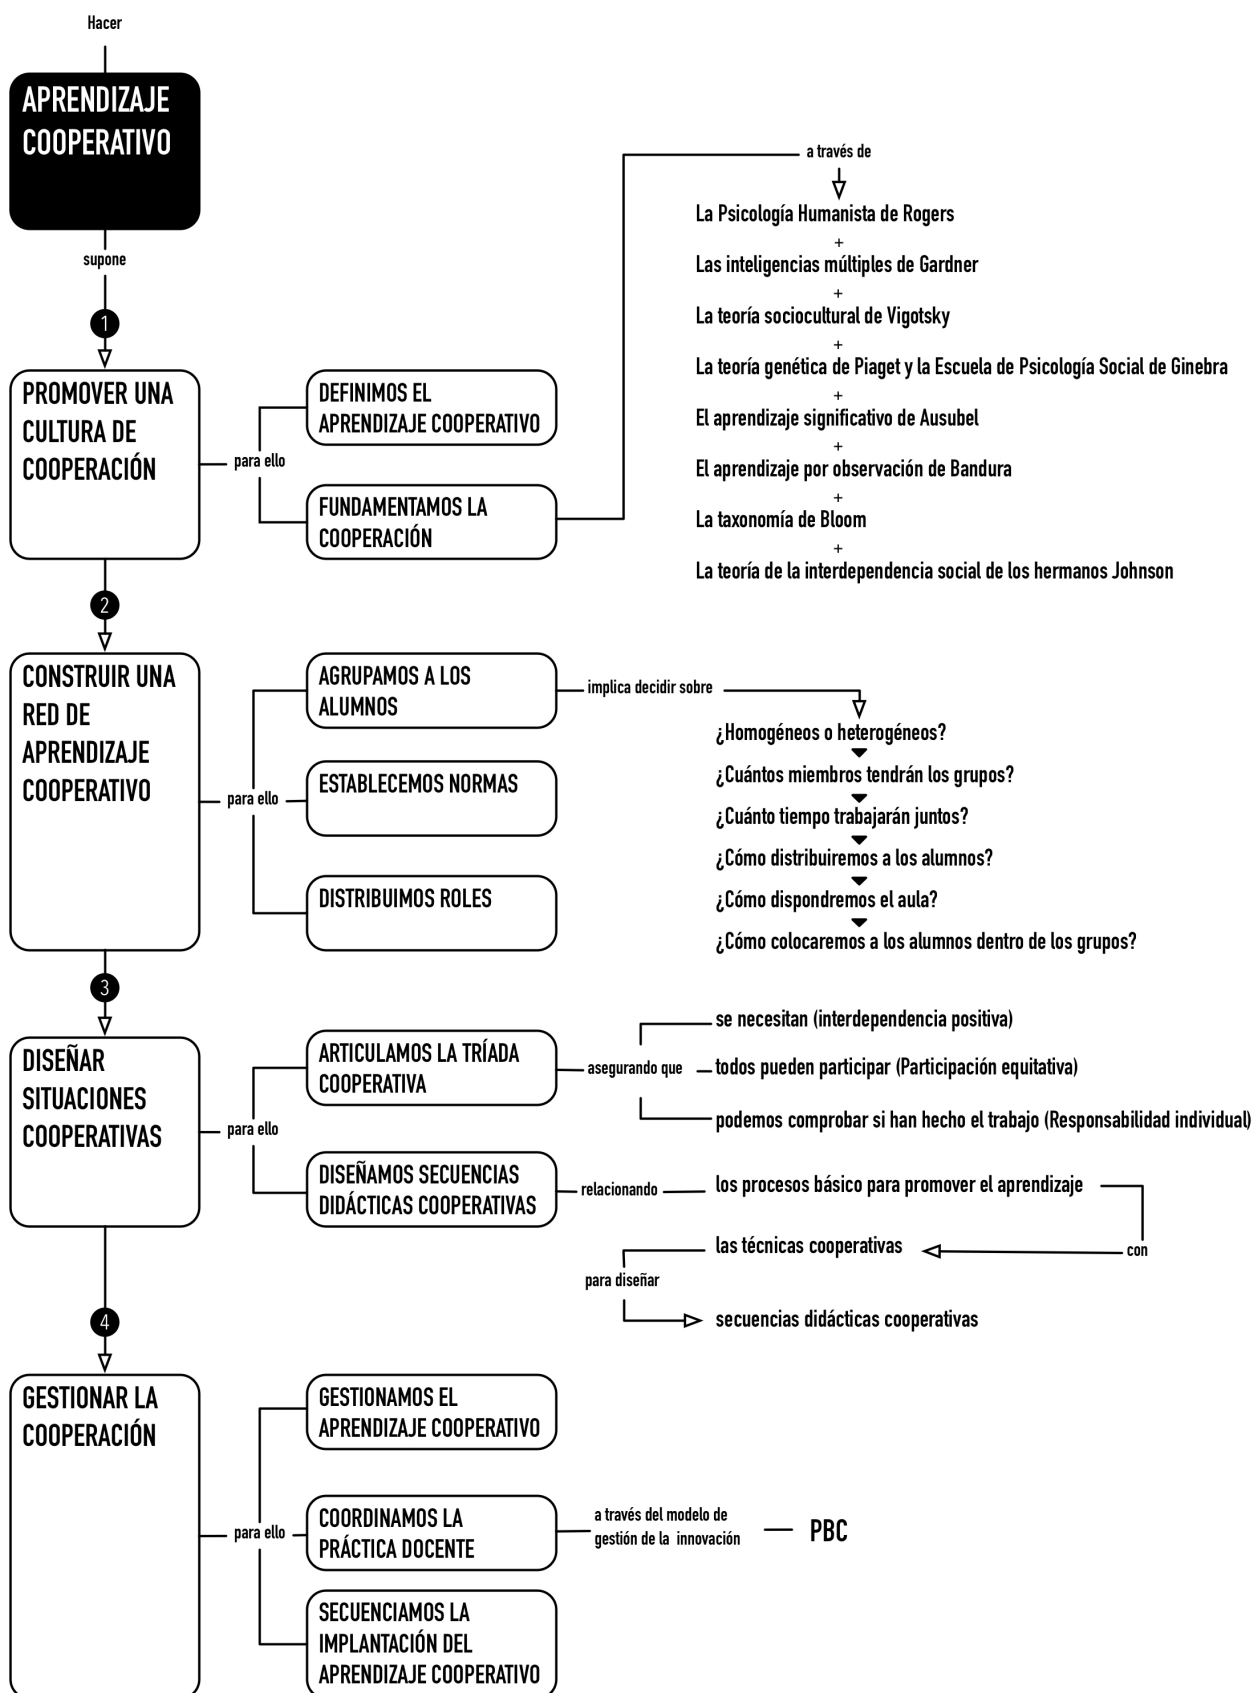 Hacer
APRENDIZAJE
COOPERATIVO
supone
1
PROMOVER UNA
CULTURA DE
COOPERACIÓN
para ello
DEFINIMOS EL
APRENDIZAJE COOPERATIVO
FUNDAMENTAMOS LA
COOPERACIÓN
a través de
La Psicología Humanista de Rogers
+
Las inteligencias múltiples de Gardner
+
La teoría sociocultural de Vigotsky
+
La teoría genética de Piaget y la Escuela de Psicología Social de Ginebra
+
El aprendizaje significativo de Ausubel
+
El aprendizaje por observación de Bandura
+
La taxonomía de Bloom
+
La teoría de la interdependencia social de los hermanos Johnson
2
CONSTRUIR UNA
RED DE
APRENDIZAJE
COOPERATIVO
para ello
AGRUPAMOS A LOS
ALUMNOS
implica decidir sobre
¿Homogéneos o heterogéneos?
¿Cuántos miembros tendrán los grupos?
¿Cuánto tiempo trabajarán juntos?
¿Cómo distribuiremos a los alumnos?
¿Cómo dispondremos el aula?
¿Cómo colocaremos a los alumnos dentro de los grupos?
ESTABLECEMOS NORMAS
DISTRIBUIMOS ROLES
3
DISEÑAR
SITUACIONES
COOPERATIVAS
para ello
ARTICULAMOS LA TRÍADA
COOPERATIVA
asegurando que
se necesitan (interdependencia positiva)
todos pueden participar (Participación equitativa)
podemos comprobar si han hecho el trabajo (Responsabilidad individual)
DISEÑAMOS SECUENCIAS
DIDÁCTICAS COOPERATIVAS
relacionando
los procesos básico para promover el aprendizaje
con
las técnicas cooperativas
para diseñar
secuencias didácticas cooperativas
4
GESTIONAR LA
COOPERACIÓN
para ello
GESTIONAMOS EL
APRENDIZAJE COOPERATIVO
COORDINAMOS LA
PRÁCTICA DOCENTE
a través del modelo de
gestión de la innovación
PBC
SECUENCIAMOS LA
IMPLANTACIÓN DEL
APRENDIZAJE COOPERATIVO